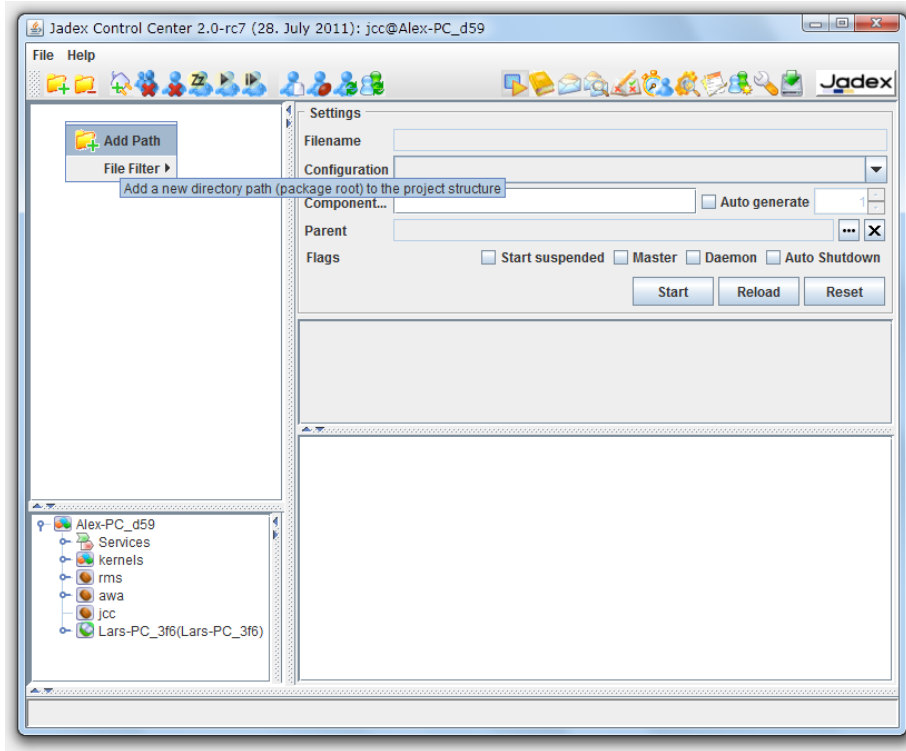 Jadex Control Center 2.0-rc7 (28. July 2011): jcc@Alex-PC_d59
File Help
Jadex
Add Path
File Filter
Add a new directory path (package root) to the project structure
Settings
Filename
Configuration
Component... Auto generate 1
Parent ...
Flags Start suspended Master Daemon Auto Shutdown
Start Reload Reset
Alex-PC_d59
Services
kernels
rms
awa
jcc
Lars-PC_3f6(Lars-PC_3f6)